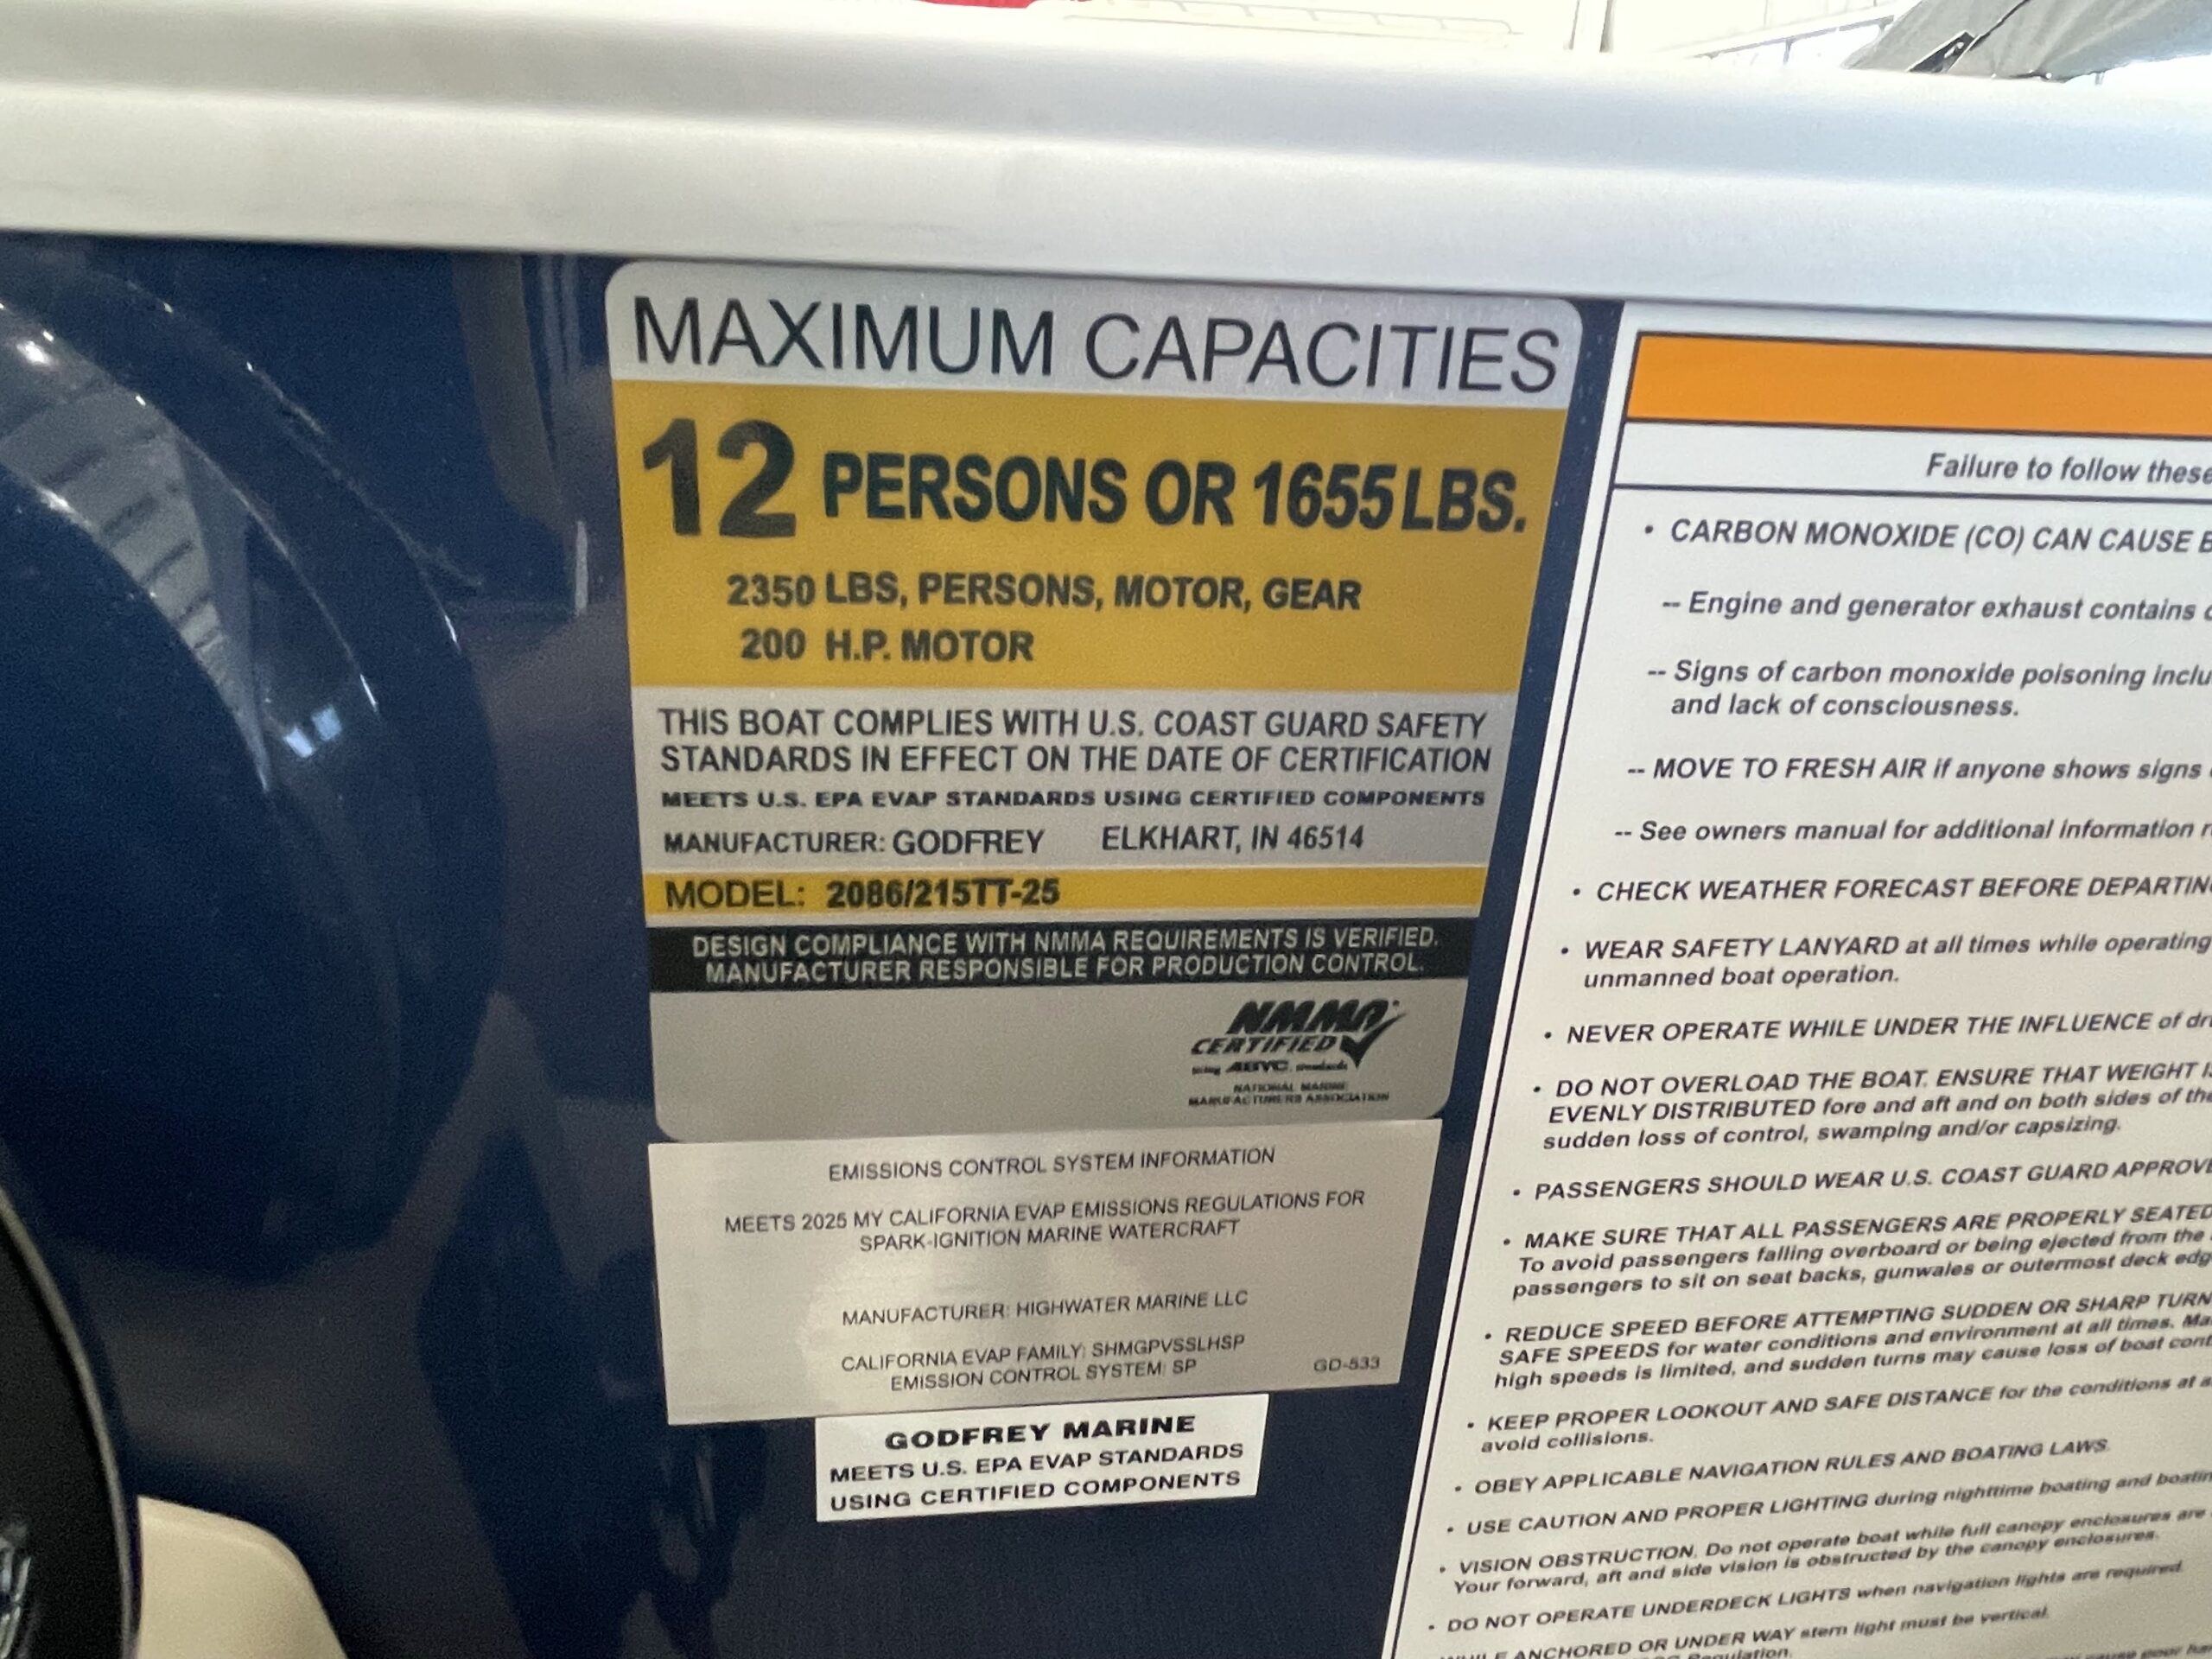 MAXIMUM CAPACITIES
12 PERSONS OR 1655 LBS.
2350 LBS, PERSONS, MOTOR, GEAR
200 H.P. MOTOR
THIS BOAT COMPLIES WITH U.S. COAST GUARD SAFETY
STANDARDS IN EFFECT ON THE DATE OF CERTIFICATION
MEETS U.S. EPA EVAP STANDARDS USING CERTIFIED COMPONENTS
MANUFACTURER: GODFREY ELKHART, IN 46514
MODEL: 2086/215TT-25
DESIGN COMPLIANCE WITH NMMA REQUIREMENTS IS VERIFIED.
MANUFACTURER RESPONSIBLE FOR PRODUCTION CONTROL.
NMMA
CERTIFIED
using ABYC standards
NATIONAL MARINE
MANUFACTURERS ASSOCIATION
EMISSIONS CONTROL SYSTEM INFORMATION
MEETS 2025 MY CALIFORNIA EVAP EMISSIONS REGULATIONS FOR
SPARK-IGNITION MARINE WATERCRAFT
MANUFACTURER: HIGHWATER MARINE LLC
CALIFORNIA EVAP FAMILY: SHMGPVSSLHSP
EMISSION CONTROL SYSTEM: SP GD-533
GODFREY MARINE
MEETS U.S. EPA EVAP STANDARDS
USING CERTIFIED COMPONENTS
Failure to follow these
• CARBON MONOXIDE (CO) CAN CAUSE
-- Engine and generator exhaust contains
-- Signs of carbon monoxide poisoning
and lack of consciousness.
-- MOVE TO FRESH AIR if anyone shows signs
-- See owners manual for additional information
• CHECK WEATHER FORECAST BEFORE
• WEAR SAFETY LANYARD at all times while operating
unmanned boat operation.
• NEVER OPERATE WHILE UNDER THE INFLUENCE of
• DO NOT OVERLOAD THE BOAT. ENSURE THAT WEIGHT
EVENLY DISTRIBUTED fore and aft and on both sides of the
sudden loss of control, swamping and/or capsizing.
• PASSENGERS SHOULD WEAR U.S. COAST GUARD
• MAKE SURE THAT ALL PASSENGERS ARE PROPERLY SEATED
To avoid passengers falling overboard or being ejected from the
passengers to sit on seat backs, gunwales or outermost deck
• REDUCE SPEED BEFORE ATTEMPTING SUDDEN OR SHARP
SAFE SPEEDS for water conditions and environment at all times.
high speeds is limited, and sudden turns may cause loss of boat
• KEEP PROPER LOOKOUT AND SAFE DISTANCE for the conditions at
avoid collisions.
• OBEY APPLICABLE NAVIGATION RULES AND BOATING LAWS.
• USE CAUTION AND PROPER LIGHTING during nighttime boating and
• VISION OBSTRUCTION. Do not operate boat while full canopy enclosures are
Your forward, aft and side vision is obstructed by the canopy enclosures.
• DO NOT OPERATE UNDERDECK LIGHTS when navigation lights are required.
ANCHORED OR UNDER WAY stern light must be vertical.